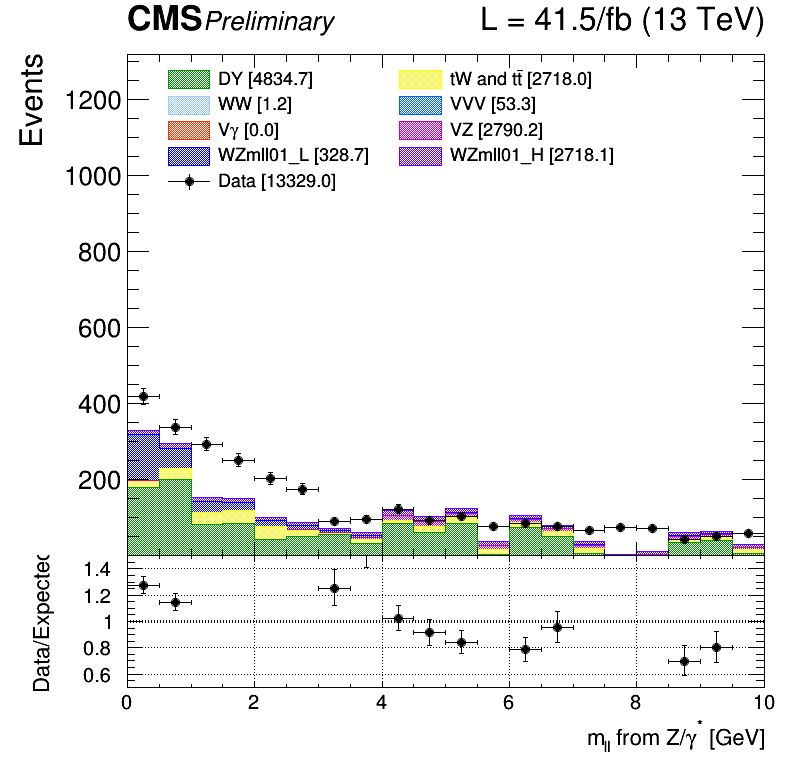 CMS Preliminary L = 41.5/fb (13 TeV)
Events
DY [4834.7] tW and tt̄ [2718.0]
WW [1.2] VVV [53.3]
Vγ [0.0] VZ [2790.2]
WZmll01_L [328.7] WZmll01_H [2718.1]
Data [13329.0]
1200
1000
800
600
400
200
Data/Expected
1.4
1.2
1
0.8
0.6
0 2 4 6 8 10
m_ll from Z/γ* [GeV]